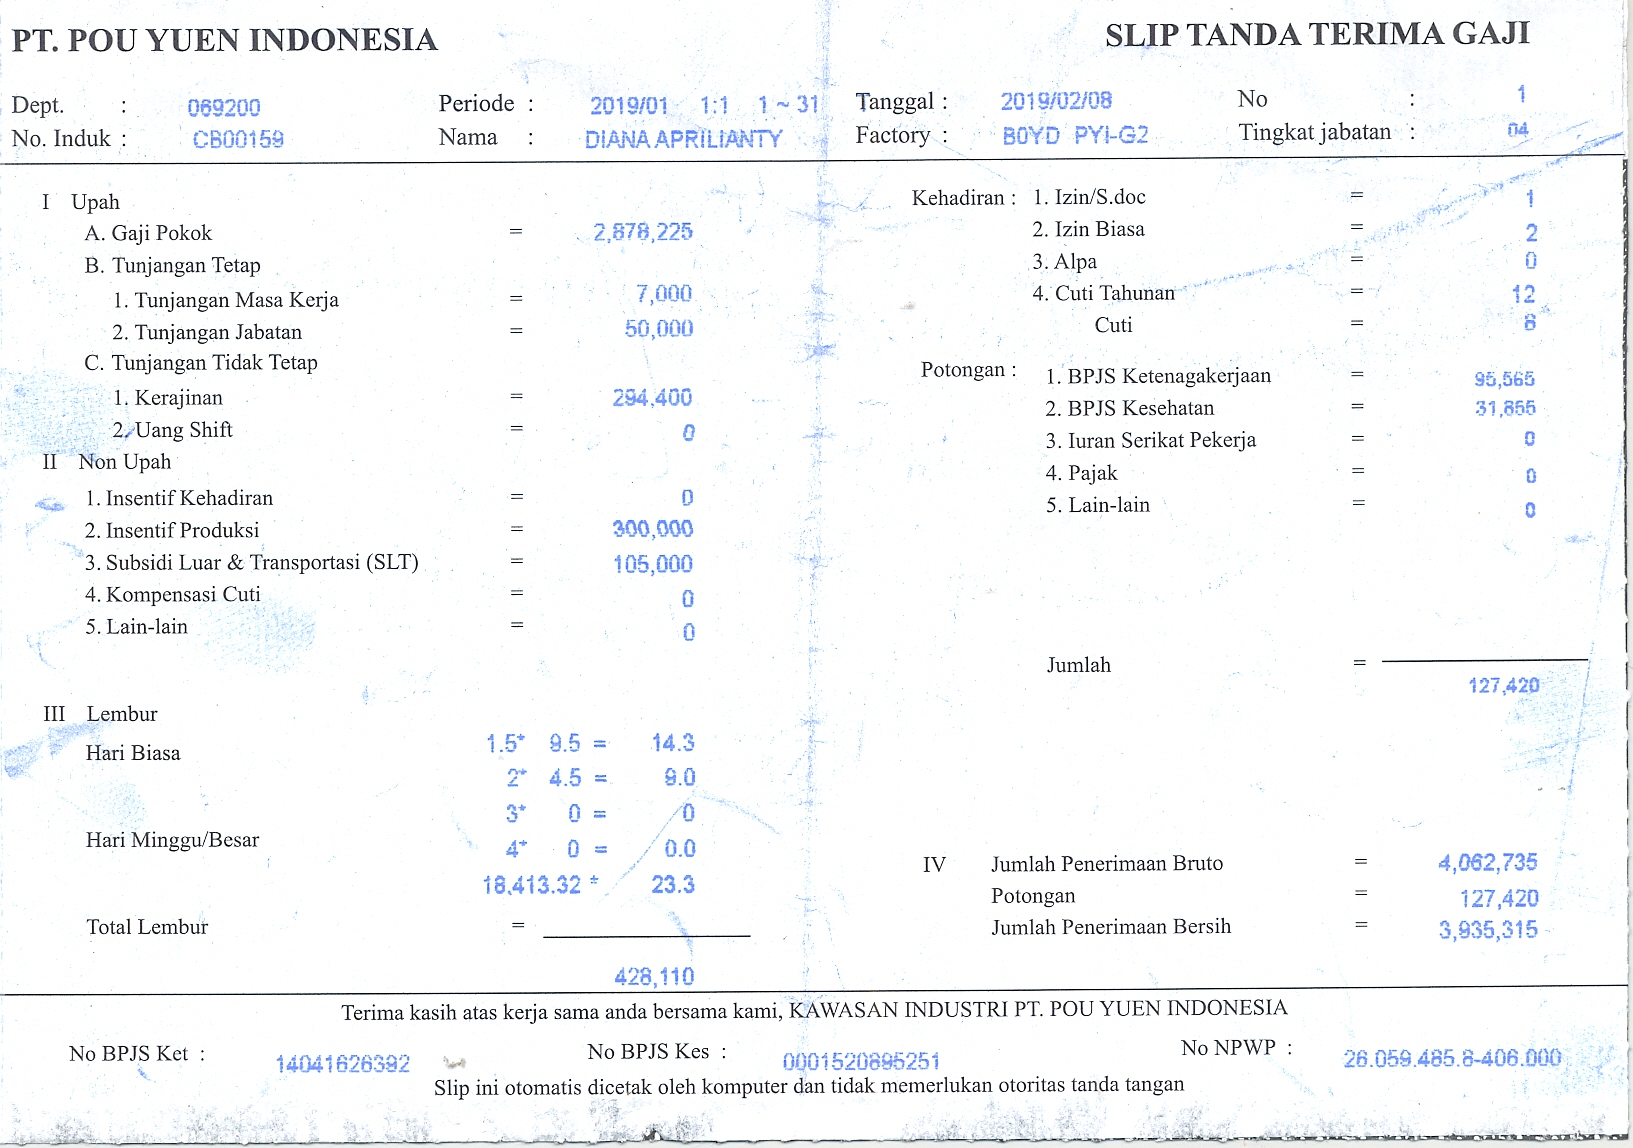 PT. POU YUEN INDONESIA
SLIP TANDA TERIMA GAJI
Dept. : 069200 Periode : 2019/01 1:1 1 ~ 31 Tanggal : 2019/02/08 No : 1
No. Induk : CB00159 Nama : DIANA APRILIANTY Factory : B0YD PYI-G2 Tingkat jabatan : 04
I Upah
A. Gaji Pokok = 2,878,225
B. Tunjangan Tetap
1. Tunjangan Masa Kerja = 7,000
2. Tunjangan Jabatan = 50,000
C. Tunjangan Tidak Tetap
1. Kerajinan = 294,400
2. Uang Shift = 0
II Non Upah
1. Insentif Kehadiran = 0
2. Insentif Produksi = 300,000
3. Subsidi Luar & Transportasi (SLT) = 105,000
4. Kompensasi Cuti = 0
5. Lain-lain = 0
III Lembur
Hari Biasa 1.5* 9.5 = 14.3
2* 4.5 = 9.0
3* 0 = 0
Hari Minggu/Besar 4* 0 = 0.0
18,413.32 * 23.3
Total Lembur =
428,110
Kehadiran : 1. Izin/S.doc = 1
2. Izin Biasa = 2
3. Alpa = 0
4. Cuti Tahunan = 12
Cuti =
Potongan : 1. BPJS Ketenagakerjaan = 95,565
2. BPJS Kesehatan = 31,855
3. Iuran Serikat Pekerja = 0
4. Pajak = 0
5. Lain-lain = 0
Jumlah =
127,420
IV Jumlah Penerimaan Bruto = 4,062,735
Potongan = 127,420
Jumlah Penerimaan Bersih = 3,935,315
Terima kasih atas kerja sama anda bersama kami, KAWASAN INDUSTRI PT. POU YUEN INDONESIA
No BPJS Ket : 14041626392 No BPJS Kes : 0001520895251 No NPWP : 26.059.485.8-406.000
Slip ini otomatis dicetak oleh komputer dan tidak memerlukan otoritas tanda tangan